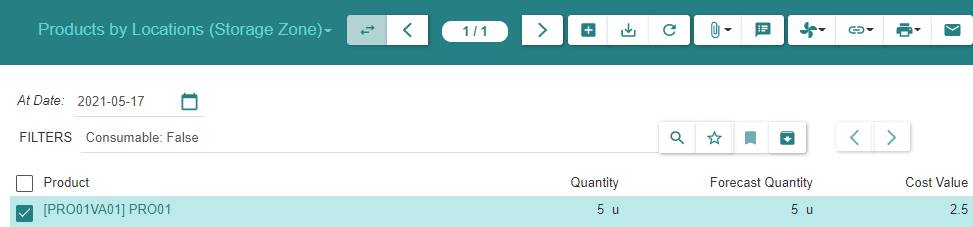 Products by Locations (Storage Zone)
1 / 1
At Date: 2021-05-17
FILTERS Consumable: False
Product Quantity Forecast Quantity Cost Value
[PRO01VA01] PRO01 5 u 5 u 2.5